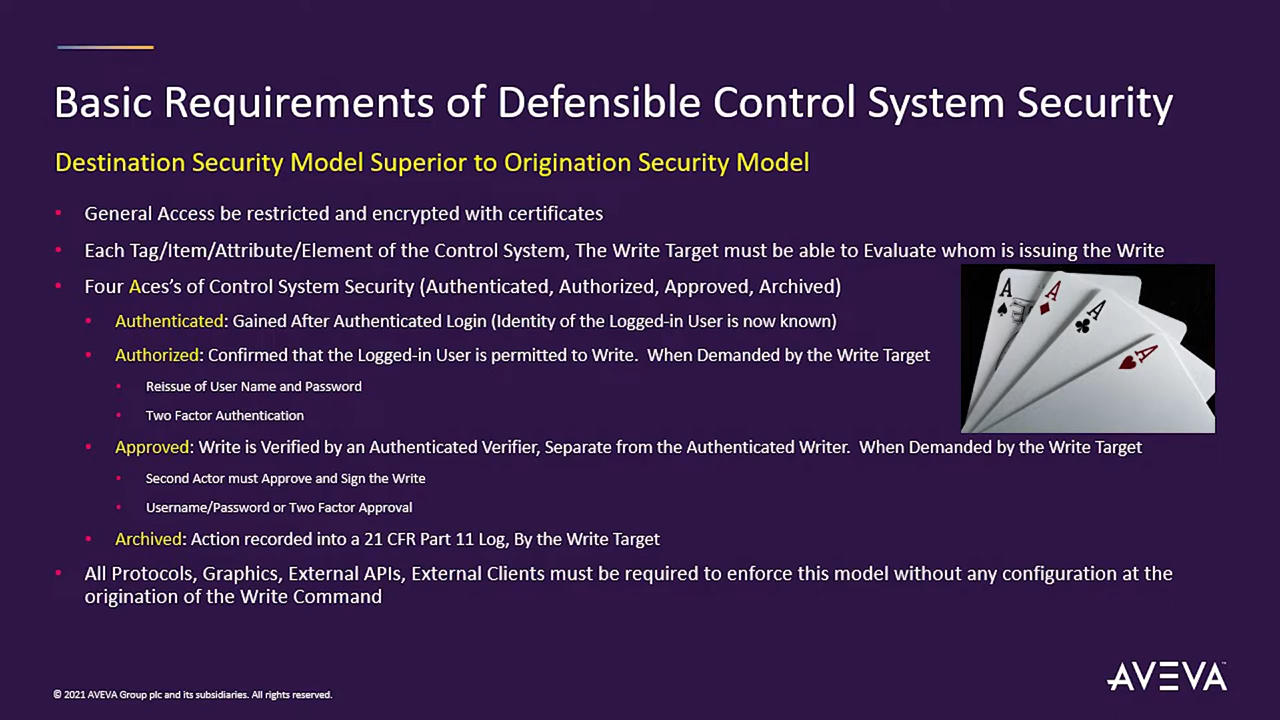 Basic Requirements of Defensible Control System Security
Destination Security Model Superior to Origination Security Model
• General Access be restricted and encrypted with certificates
• Each Tag/Item/Attribute/Element of the Control System, The Write Target must be able to Evaluate whom is issuing the Write
• Four Aces’s of Control System Security (Authenticated, Authorized, Approved, Archived)
• Authenticated: Gained After Authenticated Login (Identity of the Logged-in User is now known)
• Authorized: Confirmed that the Logged-in User is permitted to Write. When Demanded by the Write Target
• Reissue of User Name and Password
• Two Factor Authentication
• Approved: Write is Verified by an Authenticated Verifier, Separate from the Authenticated Writer. When Demanded by the Write Target
• Second Actor must Approve and Sign the Write
• Username/Password or Two Factor Approval
• Archived: Action recorded into a 21 CFR Part 11 Log, By the Write Target
• All Protocols, Graphics, External APIs, External Clients must be required to enforce this model without any configuration at the
origination of the Write Command
A
A
A
A
AVEVA™
© 2021 AVEVA Group plc and its subsidiaries. All rights reserved.